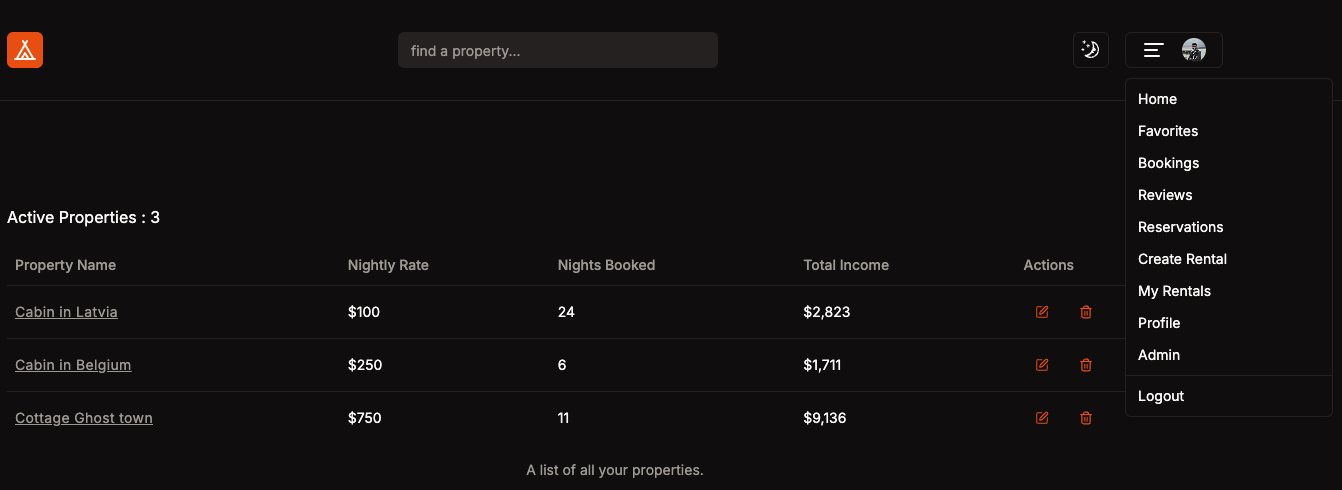 find a property...
Home
Favorites
Bookings
Reviews
Reservations
Create Rental
My Rentals
Profile
Admin
Logout
Active Properties : 3
Property Name Nightly Rate Nights Booked Total Income Actions
Cabin in Latvia $100 24 $2,823
Cabin in Belgium $250 6 $1,711
Cottage Ghost town $750 11 $9,136
A list of all your properties.